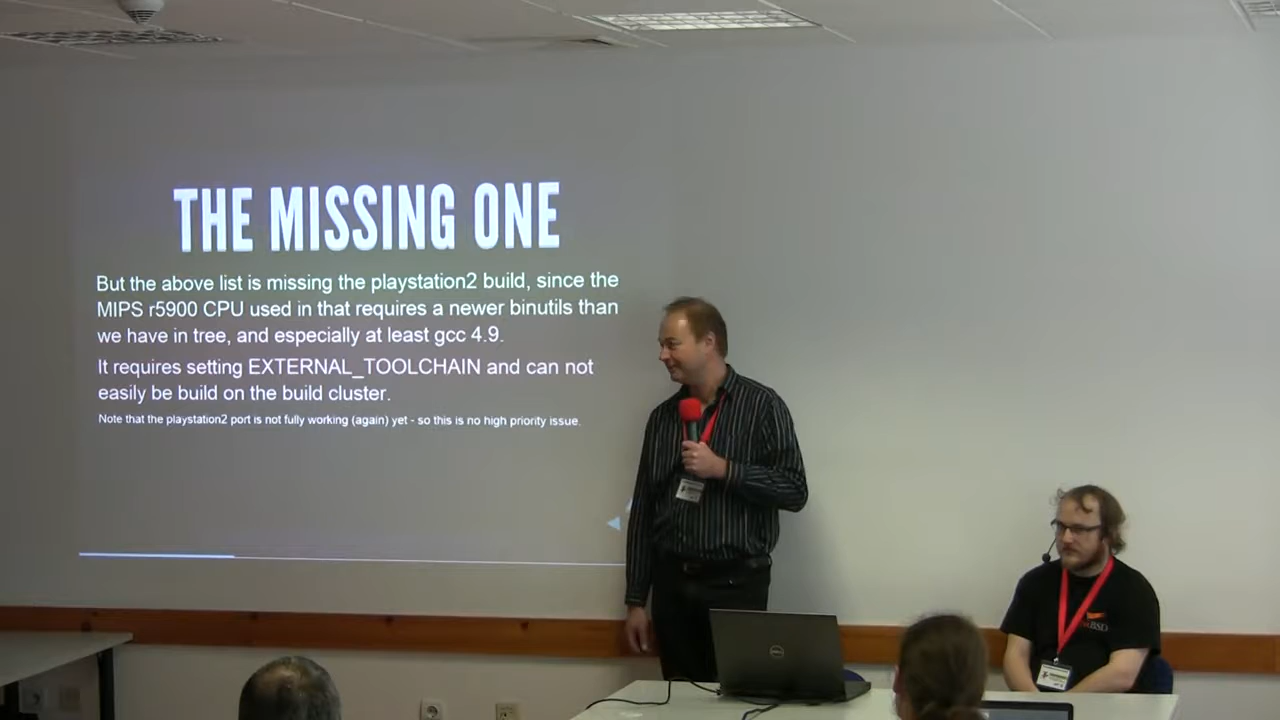 THE MISSING ONE
But the above list is missing the playstation2 build, since the
MIPS r5900 CPU used in that requires a newer binutils than
we have in tree, and especially at least gcc 4.9.
It requires setting EXTERNAL_TOOLCHAIN and can not
easily be build on the build cluster.
Note that the playstation2 port is not fully working (again) yet - so this is no high priority issue.
DELL